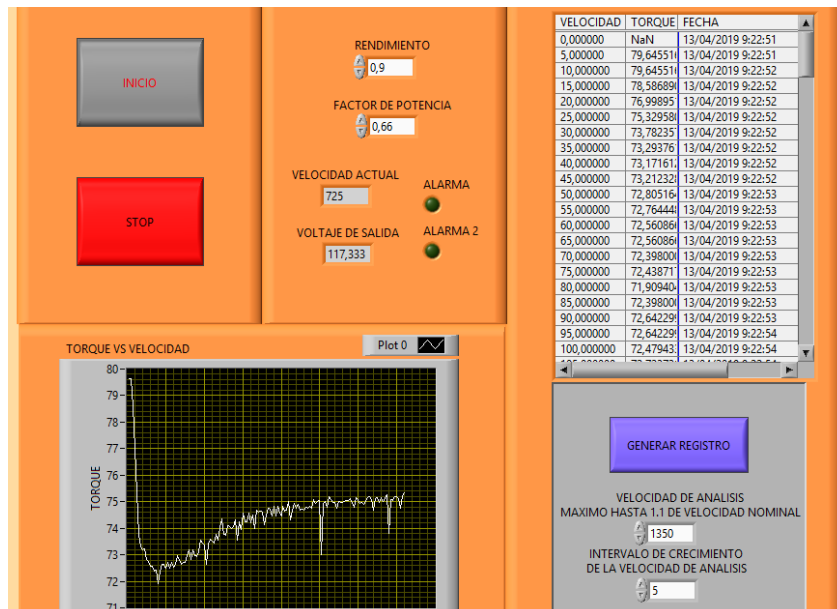 INICIO
STOP
RENDIMIENTO
0,9
FACTOR DE POTENCIA
0,66
VELOCIDAD ACTUAL
725
ALARMA
VOLTAJE DE SALIDA
117,333
ALARMA 2
VELOCIDAD TORQUE FECHA
0,000000 NaN 13/04/2019 9:22:51
5,000000 79,64551 13/04/2019 9:22:51
10,000000 79,64551 13/04/2019 9:22:52
15,000000 78,58689 13/04/2019 9:22:52
20,000000 76,99895 13/04/2019 9:22:52
25,000000 75,32958 13/04/2019 9:22:52
30,000000 73,78235 13/04/2019 9:22:52
35,000000 73,29376 13/04/2019 9:22:52
40,000000 73,17161 13/04/2019 9:22:52
45,000000 73,21232 13/04/2019 9:22:52
50,000000 72,80516 13/04/2019 9:22:53
55,000000 72,76444 13/04/2019 9:22:53
60,000000 72,56086 13/04/2019 9:22:53
65,000000 72,56086 13/04/2019 9:22:53
70,000000 72,39800 13/04/2019 9:22:53
75,000000 72,43871 13/04/2019 9:22:53
80,000000 71,90940 13/04/2019 9:22:53
85,000000 72,39800 13/04/2019 9:22:53
90,000000 72,64229 13/04/2019 9:22:53
95,000000 72,64229 13/04/2019 9:22:54
100,000000 72,47943 13/04/2019 9:22:54
TORQUE VS VELOCIDAD
Plot 0
TORQUE
80
79
78
77
76
75
74
73
72
71
GENERAR REGISTRO
VELOCIDAD DE ANALISIS
MAXIMO HASTA 1.1 DE VELOCIDAD NOMINAL
1350
INTERVALO DE CRECIMIENTO
DE LA VELOCIDAD DE ANALISIS
5